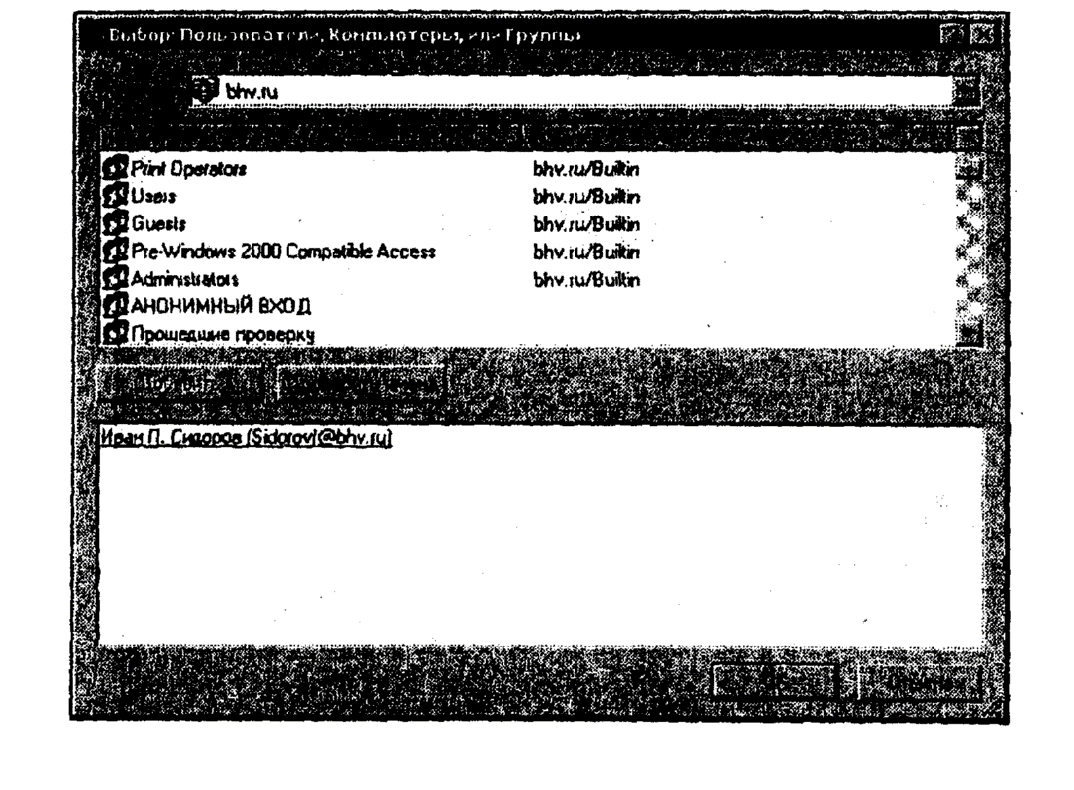 Выбор: Пользователи, Компьютеры, или Группы
bhv.ru
Print Operators bhv.ru/Builtin
Users bhv.ru/Builtin
Guests bhv.ru/Builtin
Pre-Windows 2000 Compatible Access bhv.ru/Builtin
Administrators bhv.ru/Builtin
АНОНИМНЫЙ ВХОД
Прошедшие проверку
Иван П. Сидоров (SidorovI@bhv.ru)